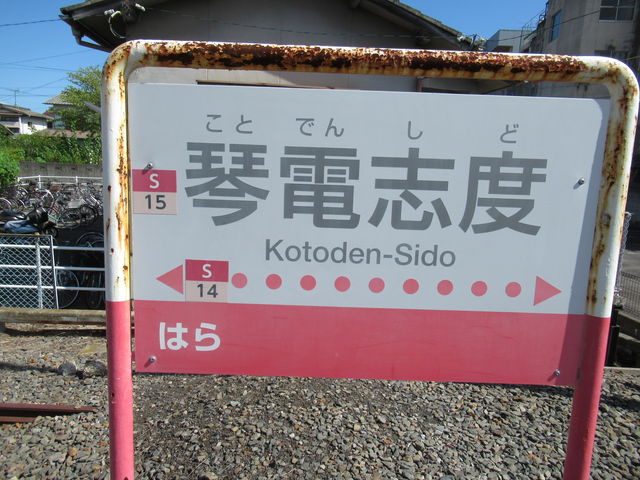 こと でん し ど
S
15
琴電志度
Kotoden-Sido
S
14
はら